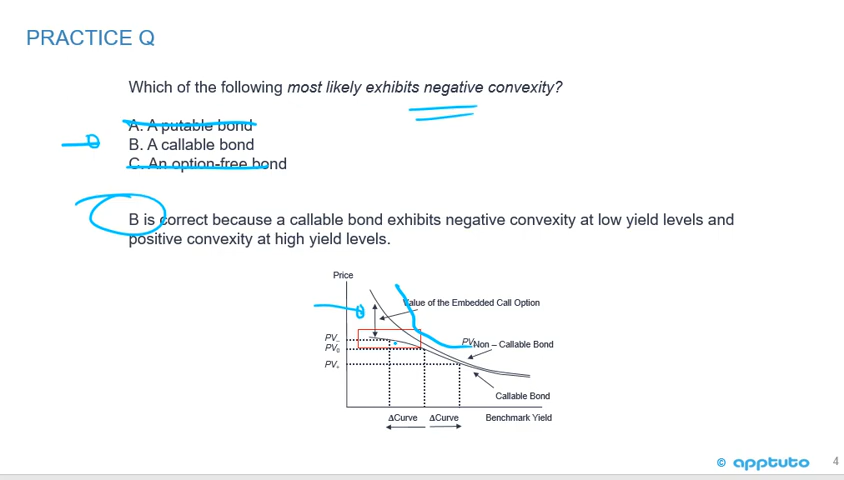 PRACTICE Q
Which of the following most likely exhibits negative convexity?
A. A putable bond
B. A callable bond
C. An option-free bond
B is correct because a callable bond exhibits negative convexity at low yield levels and
positive convexity at high yield levels.
Price
Value of the Embedded Call Option
PV₋
PV₀
PV₊
PV
Non – Callable Bond
Callable Bond
ΔCurve ΔCurve Benchmark Yield
© apptuto 4